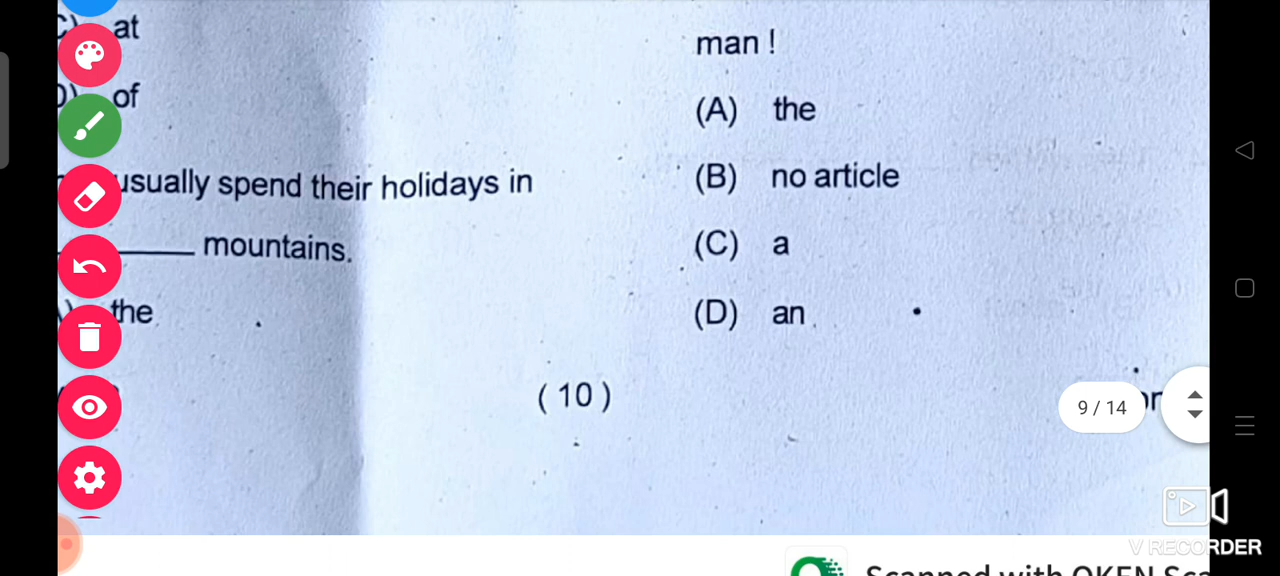 at
of
usually spend their holidays in
______ mountains.
the
man !
(A) the
(B) no article
(C) a
(D) an
( 10 )
9 / 14
V RECORDER
Scanned with OKEN